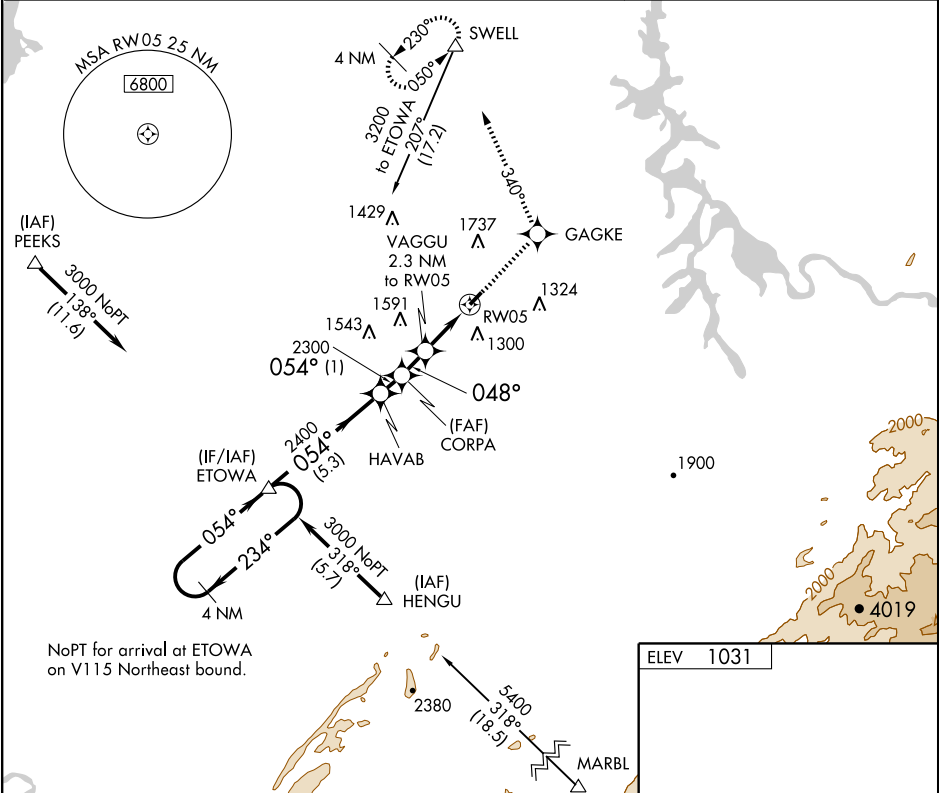 MSA RW05 25 NM
6800
230°
SWELL
4 NM
050°
3200
to ETOWA
207°
(17.2)
340°
1429
1737
GAGKE
VAGGU
2.3 NM
to RW05
(IAF)
PEEKS
3000 NoPT
138°
(11.6)
1591
1324
1543
RW05
2300
1300
054° (1)
048°
(FAF)
CORPA
2400
054°
(5.3)
HAVAB
(IF/IAF)
ETOWA
2000
1900
054°
234°
3000 NoPT
318°
(5.7)
(IAF)
HENGU
4 NM
2000
4019
NoPT for arrival at ETOWA
on V115 Northeast bound.
ELEV 1031
5400
318°
(18.5)
2380
MARBL